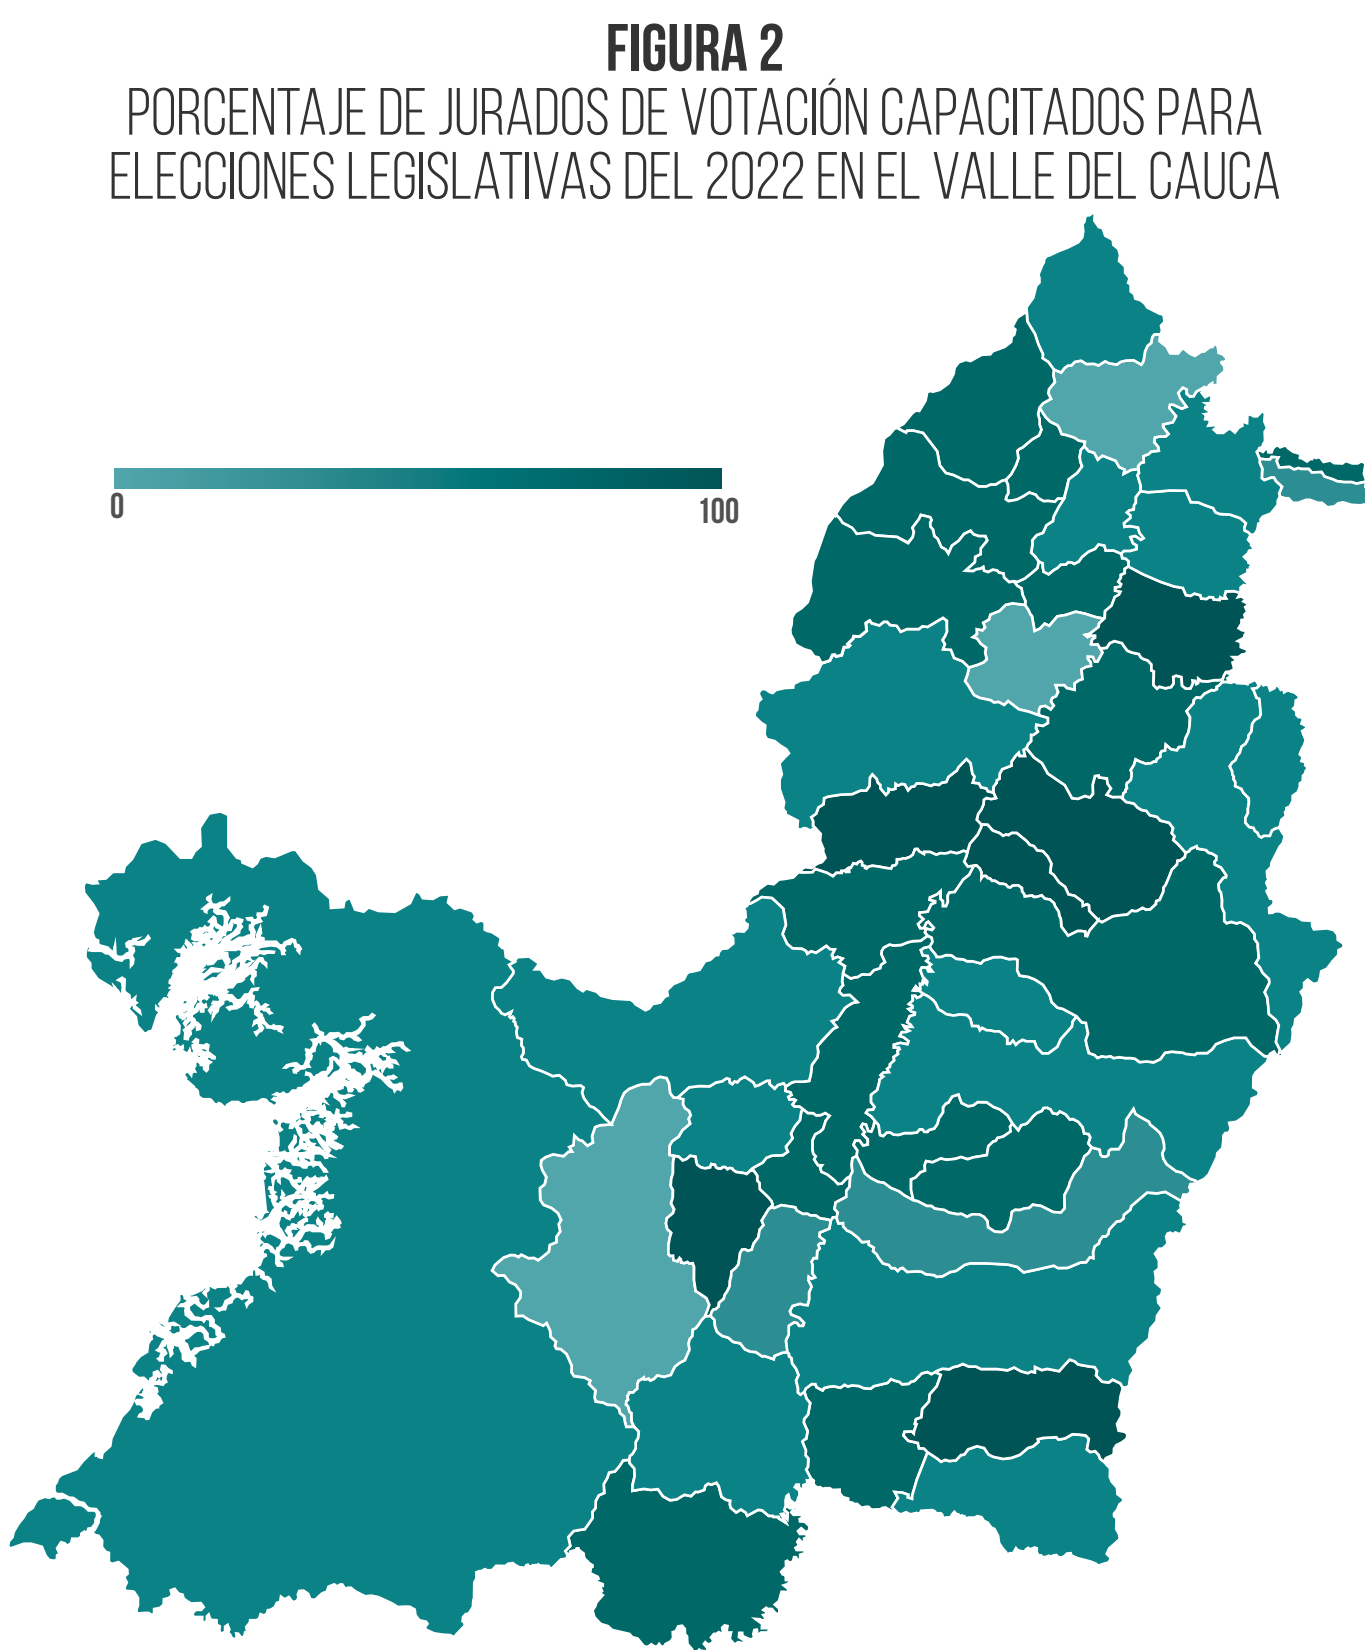 FIGURA 2
PORCENTAJE DE JURADOS DE VOTACIÓN CAPACITADOS PARA
ELECCIONES LEGISLATIVAS DEL 2022 EN EL VALLE DEL CAUCA
0
100